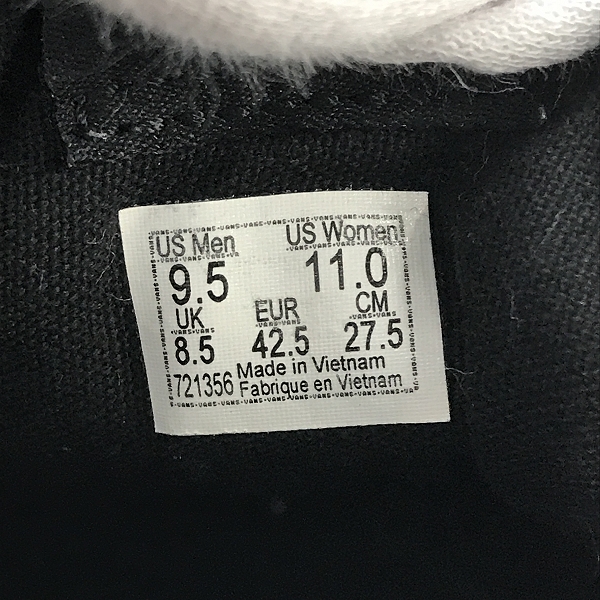 US Men US Women
9.5 11.0
UK EUR CM
8.5 42.5 27.5
721356 Made in Vietnam
Fabrique en Vietnam